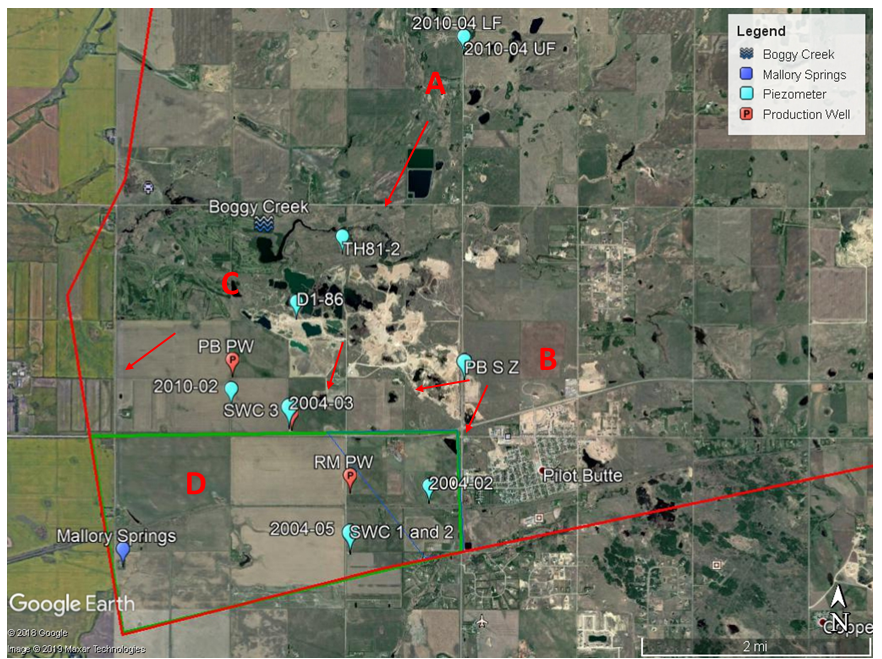 2010-04 LF
2010-04 UF
Legend
Boggy Creek
Mallory Springs
Piezometer
P Production Well
A
Boggy Creek
TH81-2
C
D1-86
PB PW
P
B
PB S Z
2010-02
SWC 3
2004-03
RM PW
P
D
Pilot Butte
2004-02
2004-05
SWC 1 and 2
Mallory Springs
Google Earth
N
Coppe
© 2018 Google
Image © 2019 Maxar Technologies
2 mi